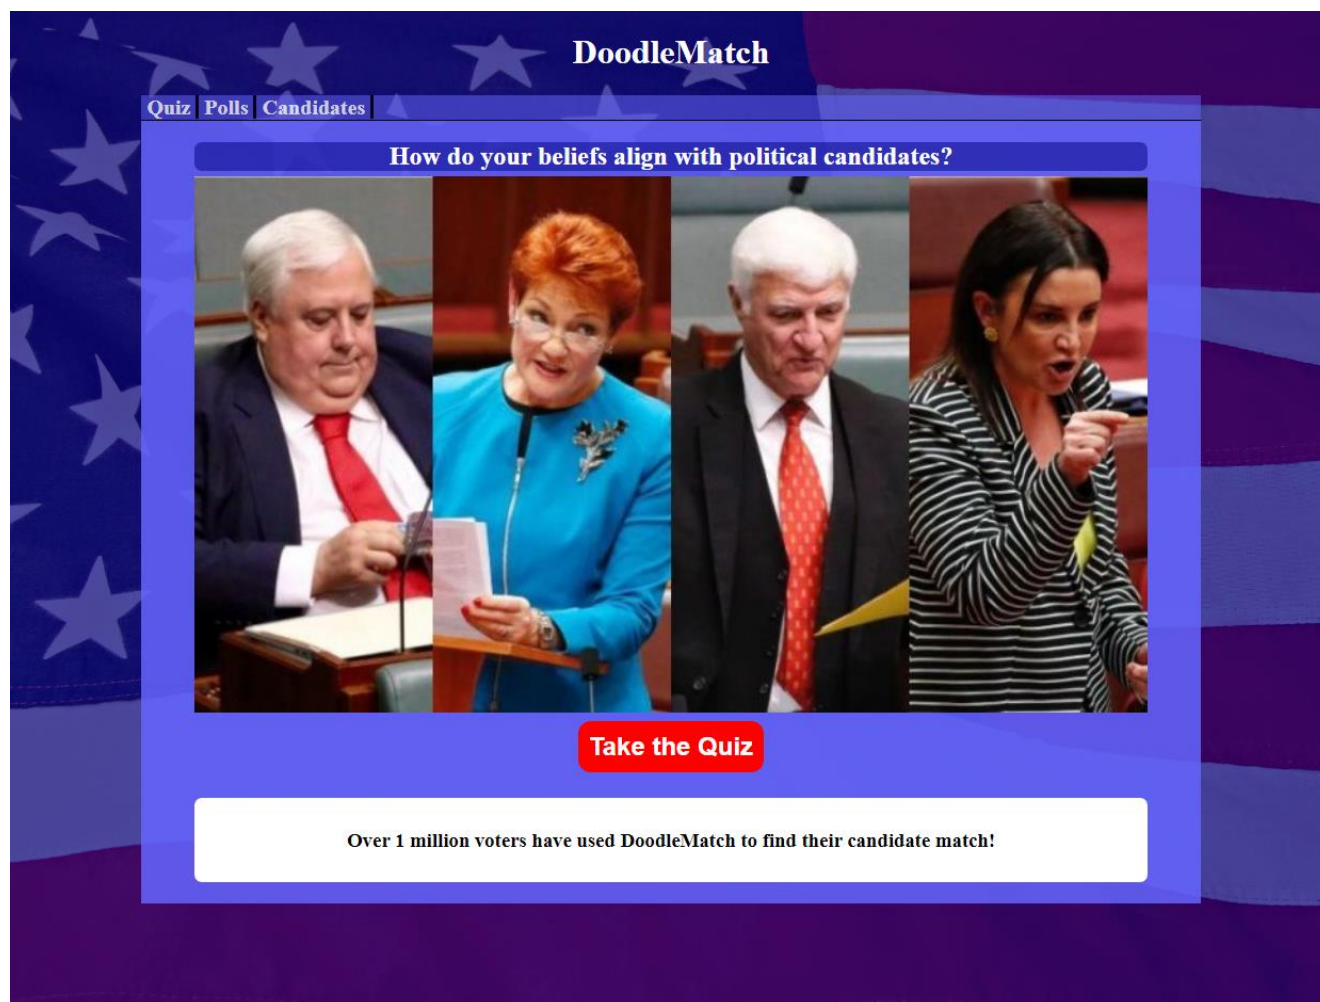 DoodleMatch
Quiz Polls Candidates
How do your beliefs align with political candidates?
Take the Quiz
Over 1 million voters have used DoodleMatch to find their candidate match!